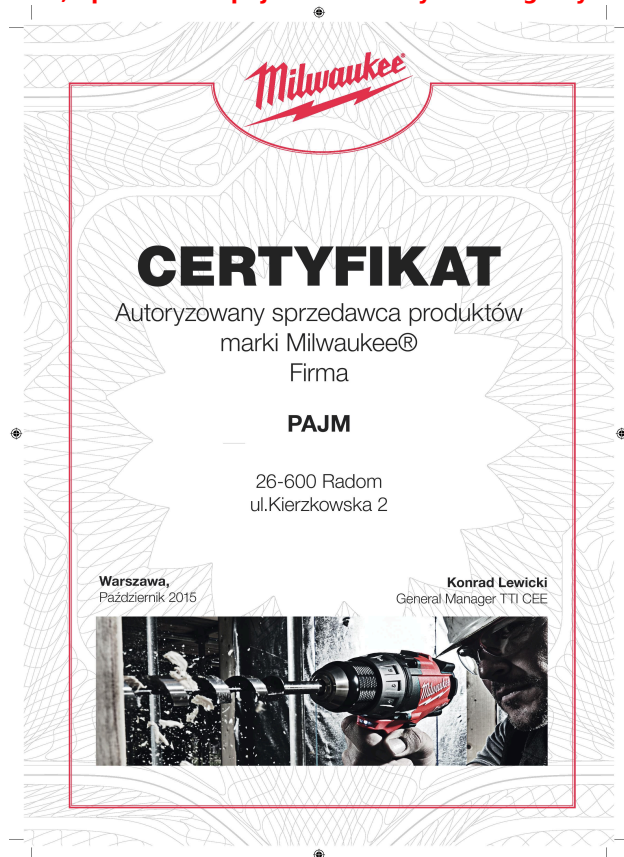 Milwaukee®
CERTYFIKAT
Autoryzowany sprzedawca produktów
marki Milwaukee®
Firma
PAJM
26-600 Radom
ul.Kierzkowska 2
Warszawa,
Październik 2015
Konrad Lewicki
General Manager TTI CEE
Milwaukee